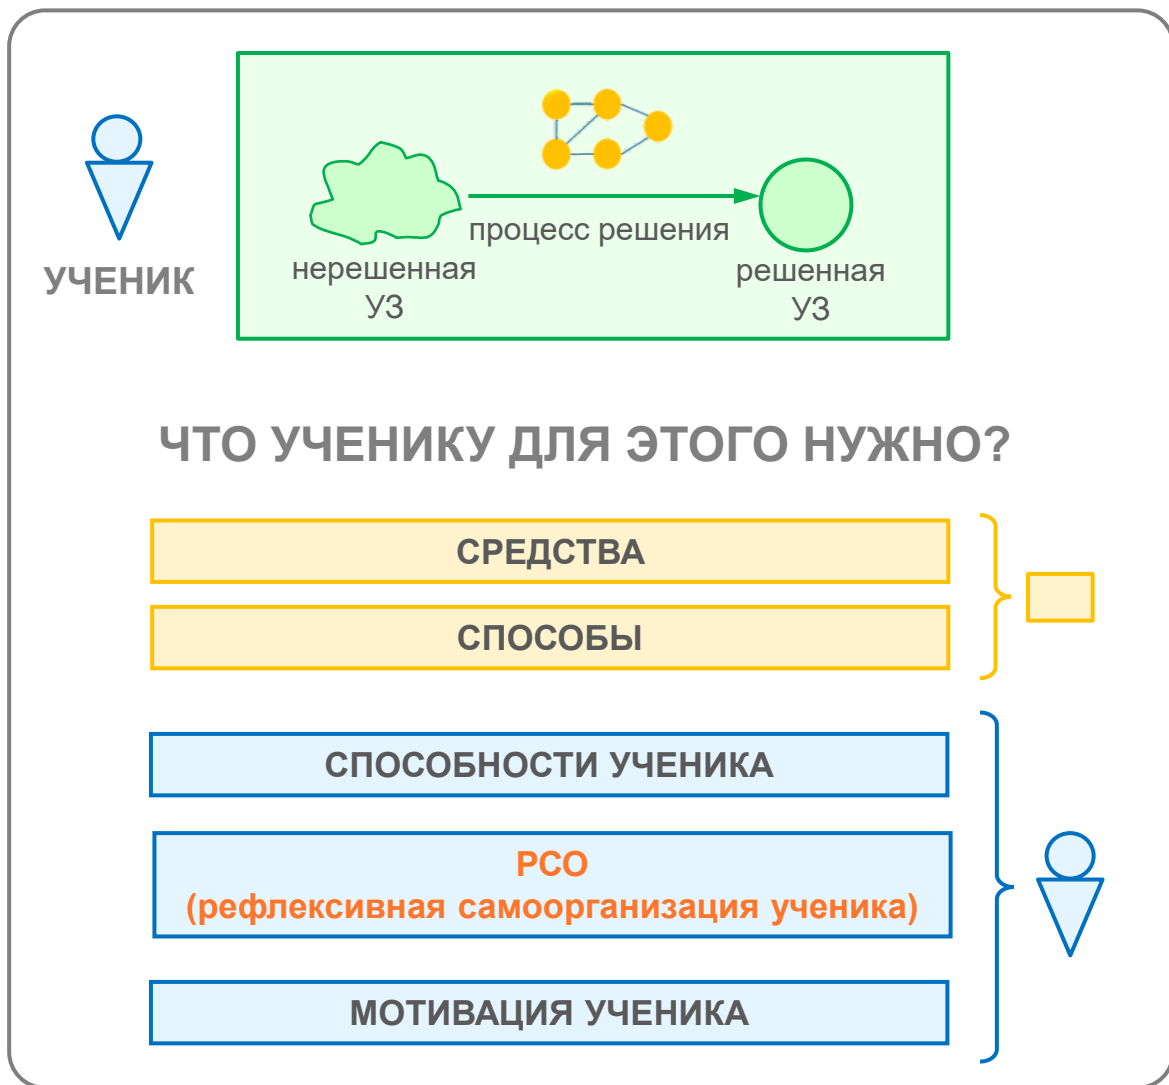 УЧЕНИК
нерешенная
УЗ
процесс решения
решенная
УЗ
ЧТО УЧЕНИКУ ДЛЯ ЭТОГО НУЖНО?
СРЕДСТВА
СПОСОБЫ
СПОСОБНОСТИ УЧЕНИКА
РСО
(рефлексивная самоорганизация ученика)
МОТИВАЦИЯ УЧЕНИКА